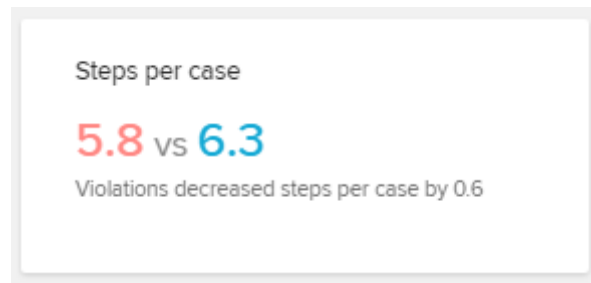 Steps per case
5.8 vs 6.3
Violations decreased steps per case by 0.6